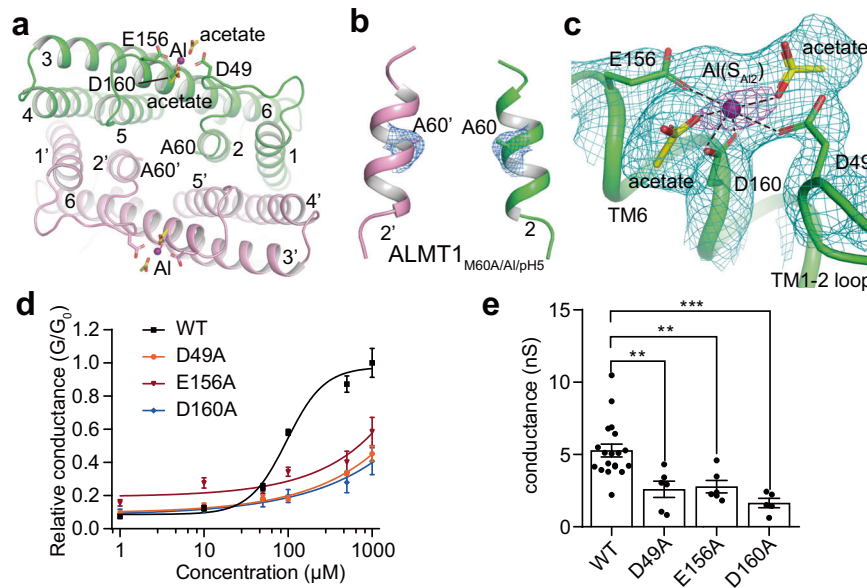 a
E156
Al
acetate
3
D49
D160
acetate
4
5
6
A60
2
1
1'
2'
A60'
5'
6
4'
Al
3'
b
A60'
A60
2'
2
ALMT1M60A/Al/pH5
c
acetate
E156
Al(SAl2)
acetate
D160
D49
TM6
TM1-2 loop
d
WT
D49A
E156A
D160A
Relative conductance (G/G0)
1.2
1.0
0.8
0.6
0.4
0.2
0.0
1
10
100
1000
Concentration (µM)
e
conductance (nS)
15
10
5
0
***
**
**
WT
D49A
E156A
D160A